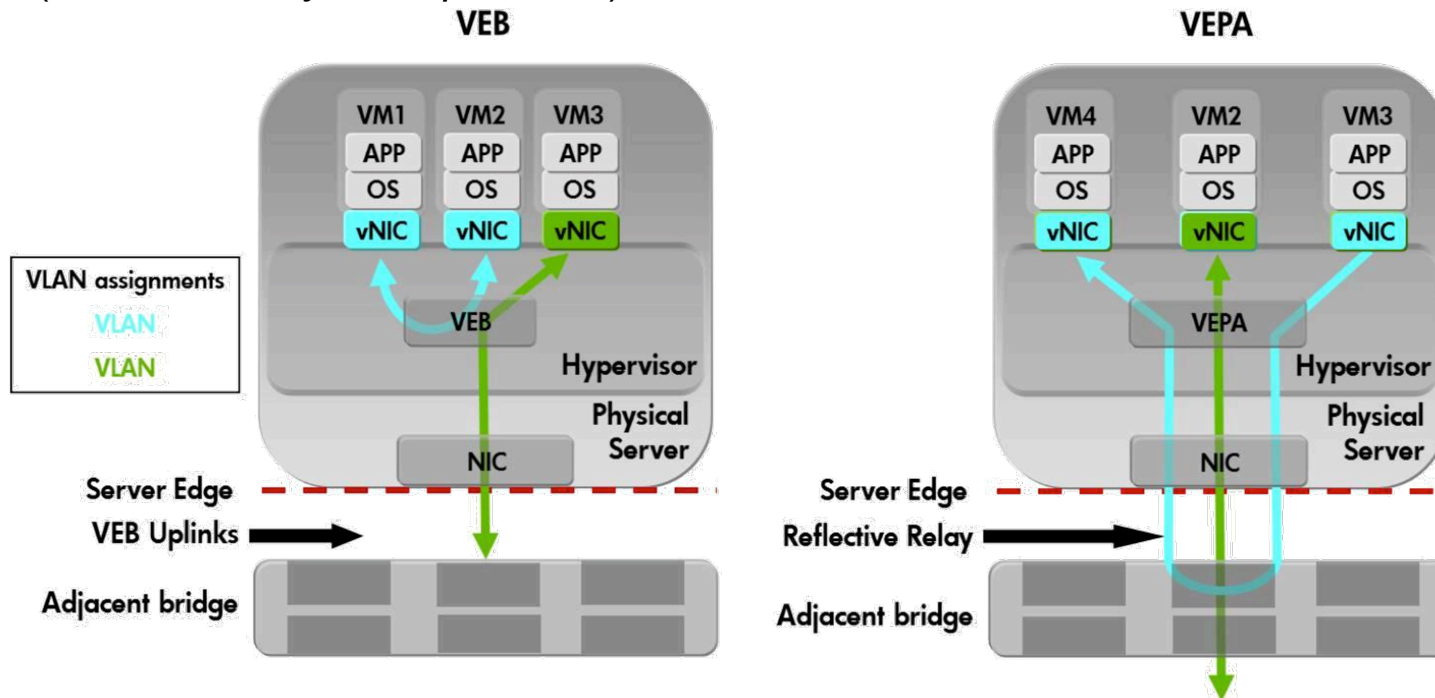 VEB
VM1 VM2 VM3
APP APP APP
OS OS OS
vNIC vNIC vNIC
VLAN assignments
VLAN
VLAN
VEB
Hypervisor
Physical
Server
NIC
Server Edge
VEB Uplinks
Adjacent bridge
VEPA
VM4 VM2 VM3
APP APP APP
OS OS OS
vNIC vNIC vNIC
VEPA
Hypervisor
Physical
Server
NIC
Server Edge
Reflective Relay
Adjacent bridge